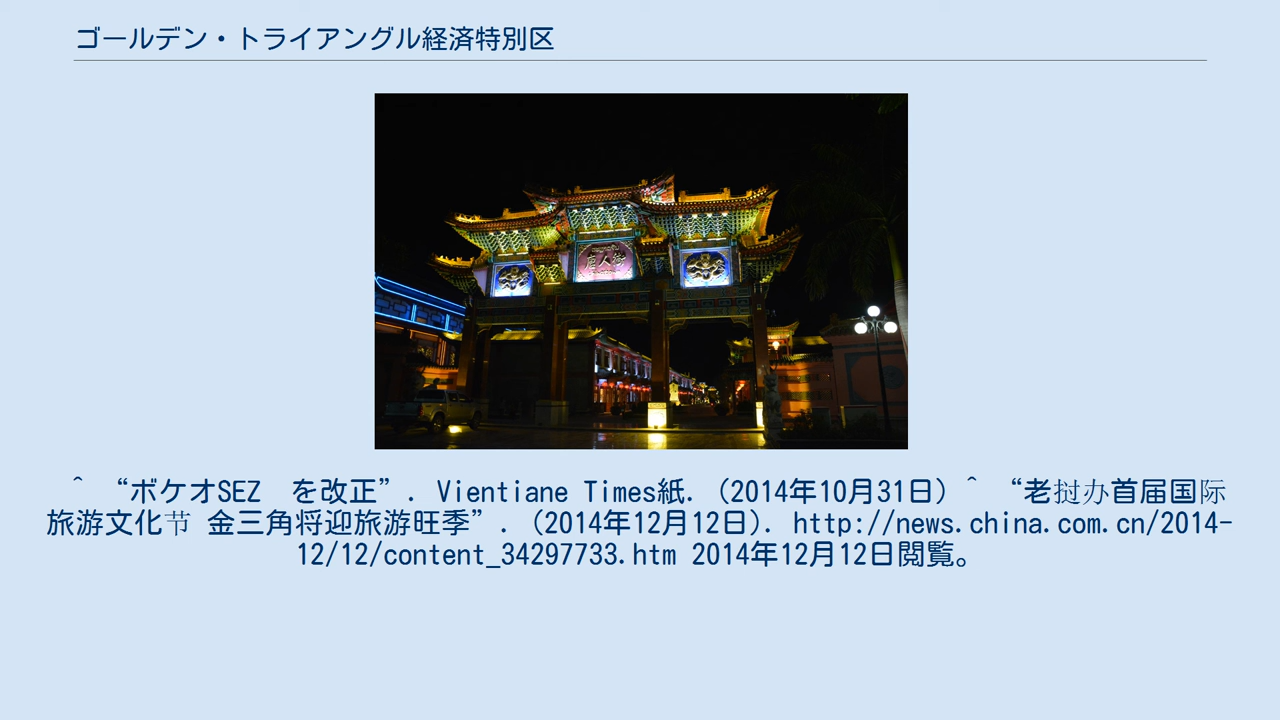 ゴールデン・トライアングル経済特別区
唐人街
^ “ボケオSEZ　を改正”. Vientiane Times紙. (2014年10月31日) ^ “老挝办首届国际
旅游文化节 金三角将迎旅游旺季”. (2014年12月12日). http://news.china.com.cn/2014-
12/12/content_34297733.htm 2014年12月12日閲覧。